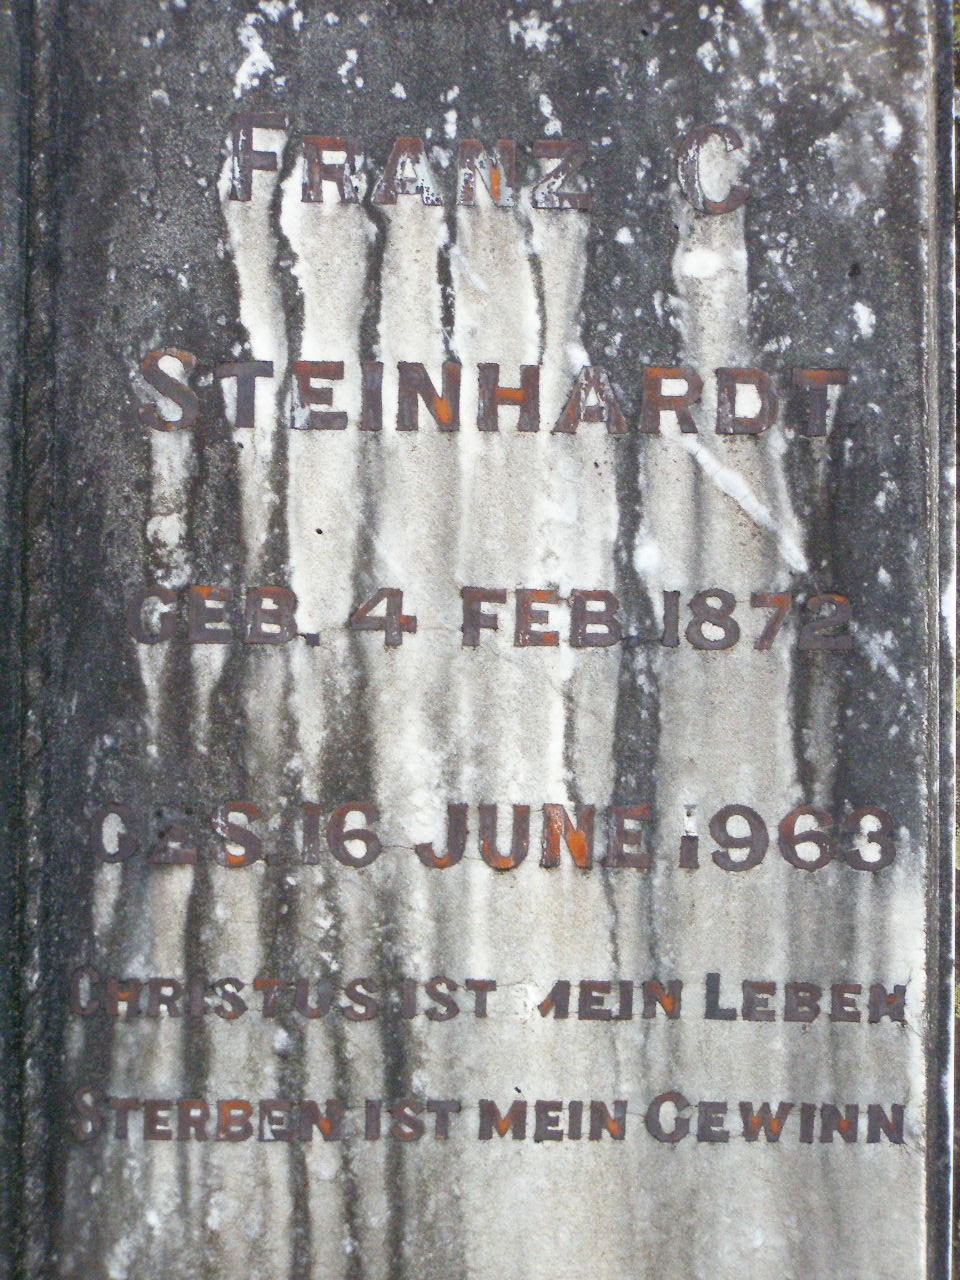 FRANZ C
STEINHARDT
GEB. 4 FEB 1872
GES 16 JUNE 1963
CHRISTUS IST MEIN LEBEN
STERBEN IST MEIN GEWINN